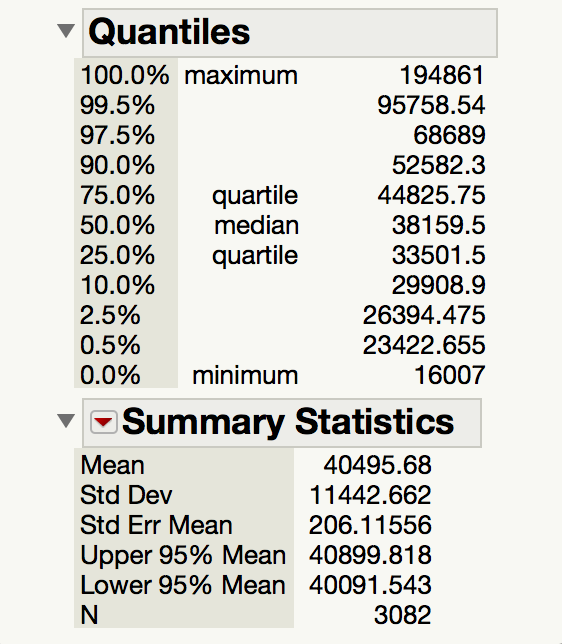 Quantiles
100.0% maximum 194861
99.5% 95758.54
97.5% 68689
90.0% 52582.3
75.0% quartile 44825.75
50.0% median 38159.5
25.0% quartile 33501.5
10.0% 29908.9
2.5% 26394.475
0.5% 23422.655
0.0% minimum 16007
Summary Statistics
Mean 40495.68
Std Dev 11442.662
Std Err Mean 206.11556
Upper 95% Mean 40899.818
Lower 95% Mean 40091.543
N 3082